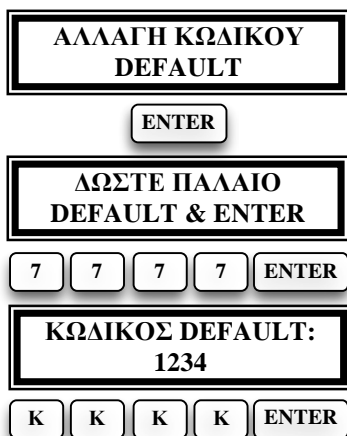 ΑΛΛΑΓΗ ΚΩΔΙΚΟΥ
DEFAULT
ENTER
ΔΩΣΤΕ ΠΑΛΑΙΟ
DEFAULT & ENTER
7 7 7 7 ENTER
ΚΩΔΙΚΟΣ DEFAULT:
1234
K K K K ENTER